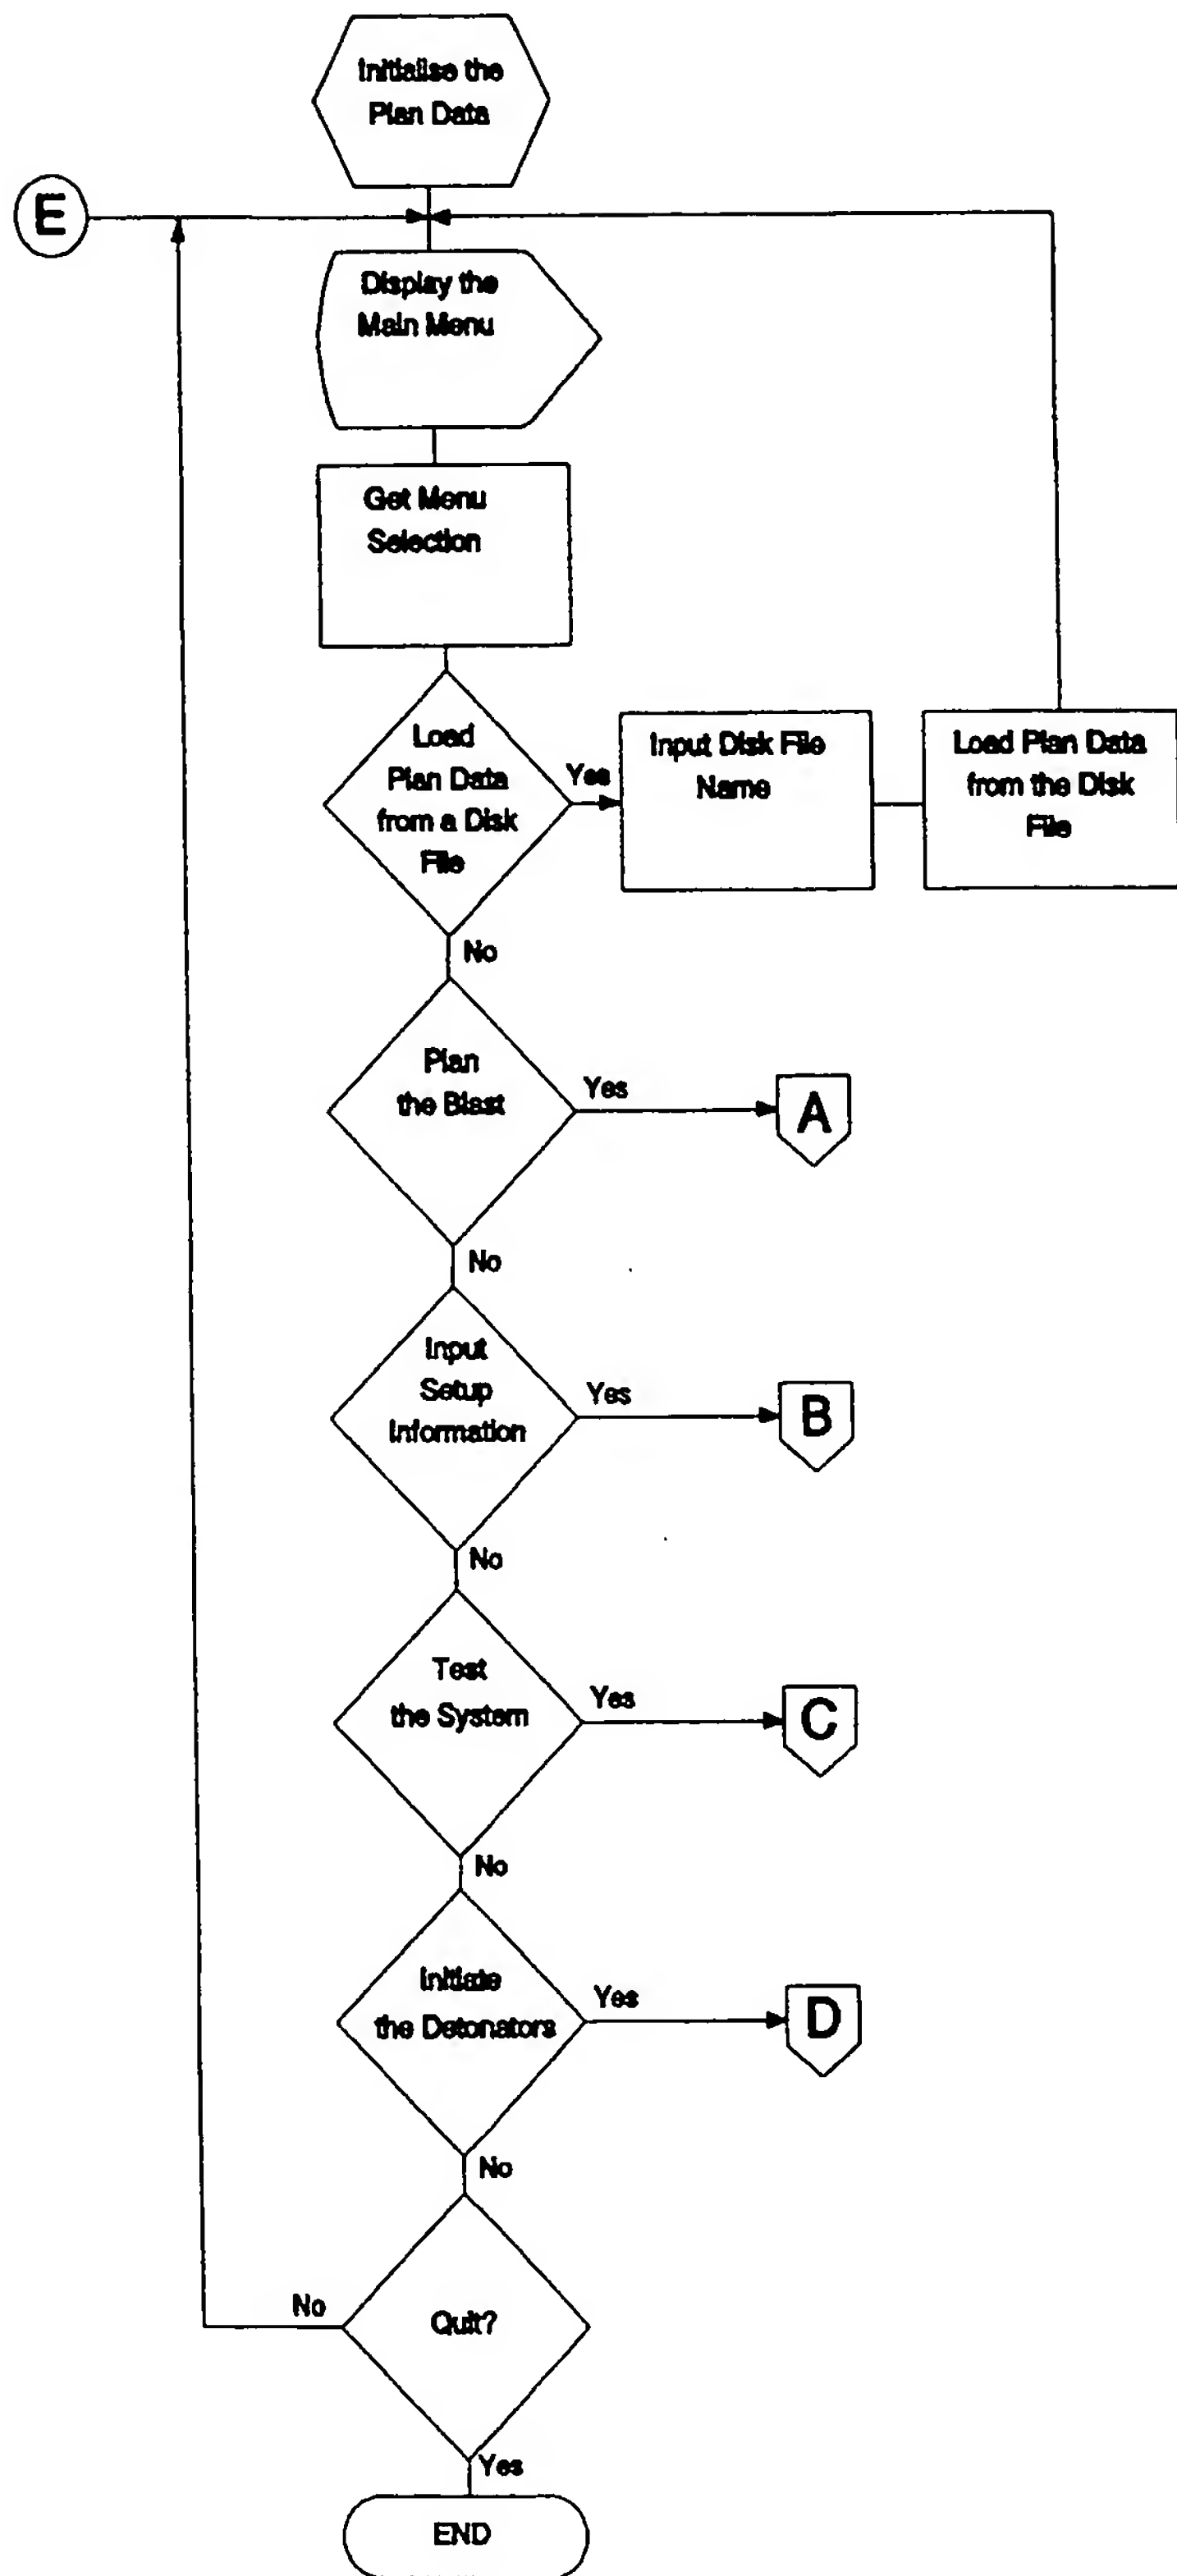 Initialise the
Plan Data
E
Display the
Main Menu
Get Menu
Selection
Load
Plan Data
from a Disk
File
Yes
Input Disk File
Name
Load Plan Data
from the Disk
File
No
Plan
the Blast
Yes
A
No
Input
Setup
Information
Yes
B
No
Test
the System
Yes
C
No
Initiate
the Detonators
Yes
D
No
Quit?
No
Yes
END